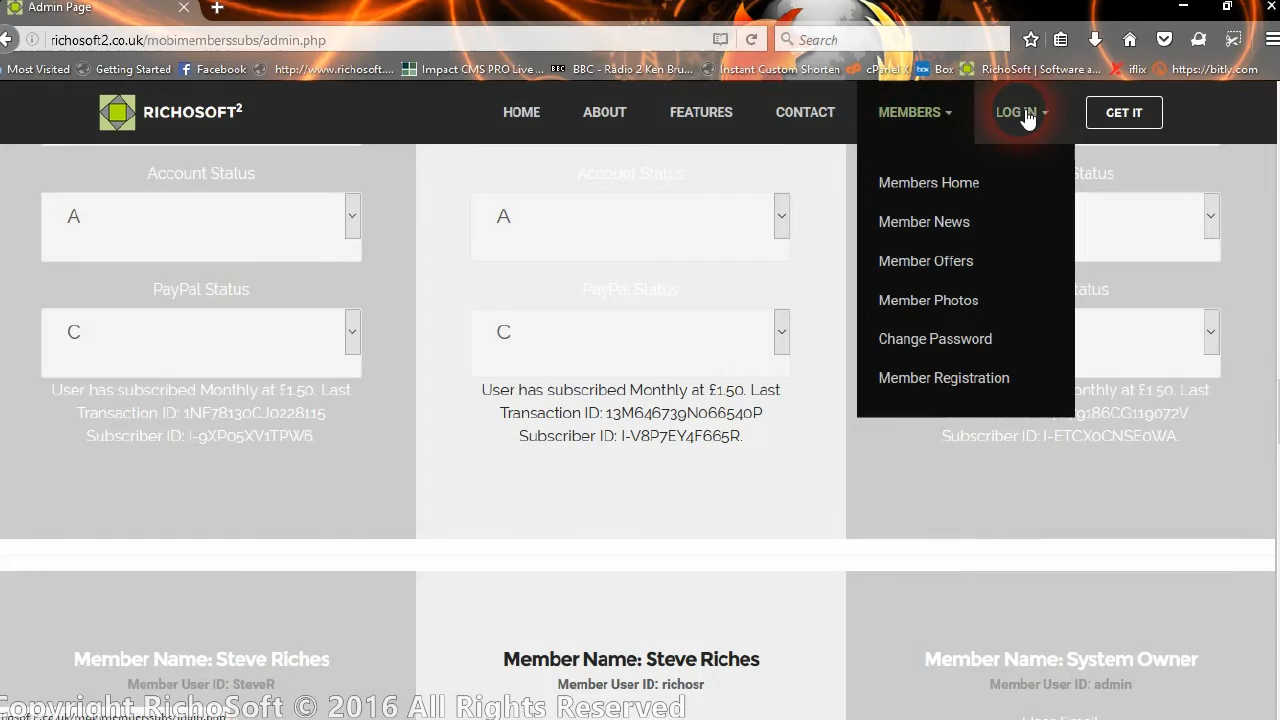 Admin Page
richosoft2.co.uk/mobimemberssubs/admin.php
Search
Most Visited Getting Started Facebook http://www.richosoft.... Impact CMS PRO Live ... BBC BBC - Radio 2 Ken Bru... Instant Custom Shorten cPanel X box Box RichoSoft | Software a... iflix https://bitly.com
RICHOSOFT² HOME ABOUT FEATURES CONTACT MEMBERS LOG IN GET IT
Members Home
Member News
Member Offers
Member Photos
Change Password
Member Registration
Account Status
A
PayPal Status
C
User has subscribed Monthly at £1.50. Last
Transaction ID: 1NF78130CJ0228115
Subscriber ID: I-9XP05XV1TPW6.
Account Status
A
PayPal Status
C
User has subscribed Monthly at £1.50. Last
Transaction ID: 13M646739N066540P
Subscriber ID: I-V8P7EY4F665R.
Status
onthly at £1.50. Last
9186CG119072V
Subscriber ID: I-ETCX0CNSE0WA.
Member Name: Steve Riches
Member User ID: SteveR
Member Name: Steve Riches
Member User ID: richosr
Member Name: System Owner
Member User ID: admin
User Email
Copyright RichoSoft © 2016 All Rights Reserved